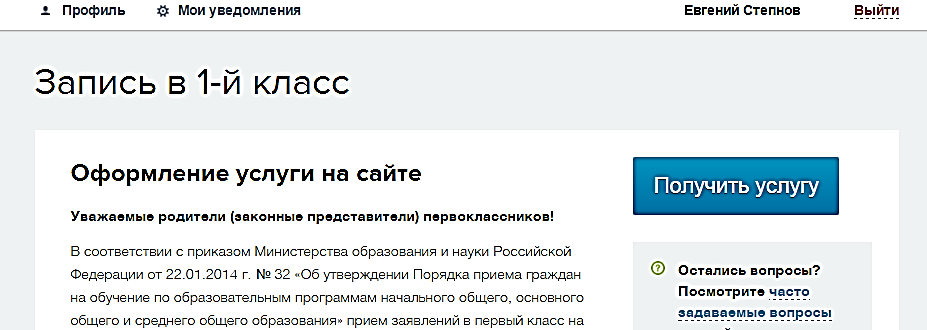 Профиль Мои уведомления Евгений Степнов Выйти
Запись в 1-й класс
Оформление услуги на сайте
Уважаемые родители (законные представители) первоклассников!
В соответствии с приказом Министерства образования и науки Российской
Федерации от 22.01.2014 г. № 32 «Об утверждении Порядка приема граждан
на обучение по образовательным программам начального общего, основного
общего и среднего общего образования» прием заявлений в первый класс на
Получить услугу
Остались вопросы?
Посмотрите часто
задаваемые вопросы